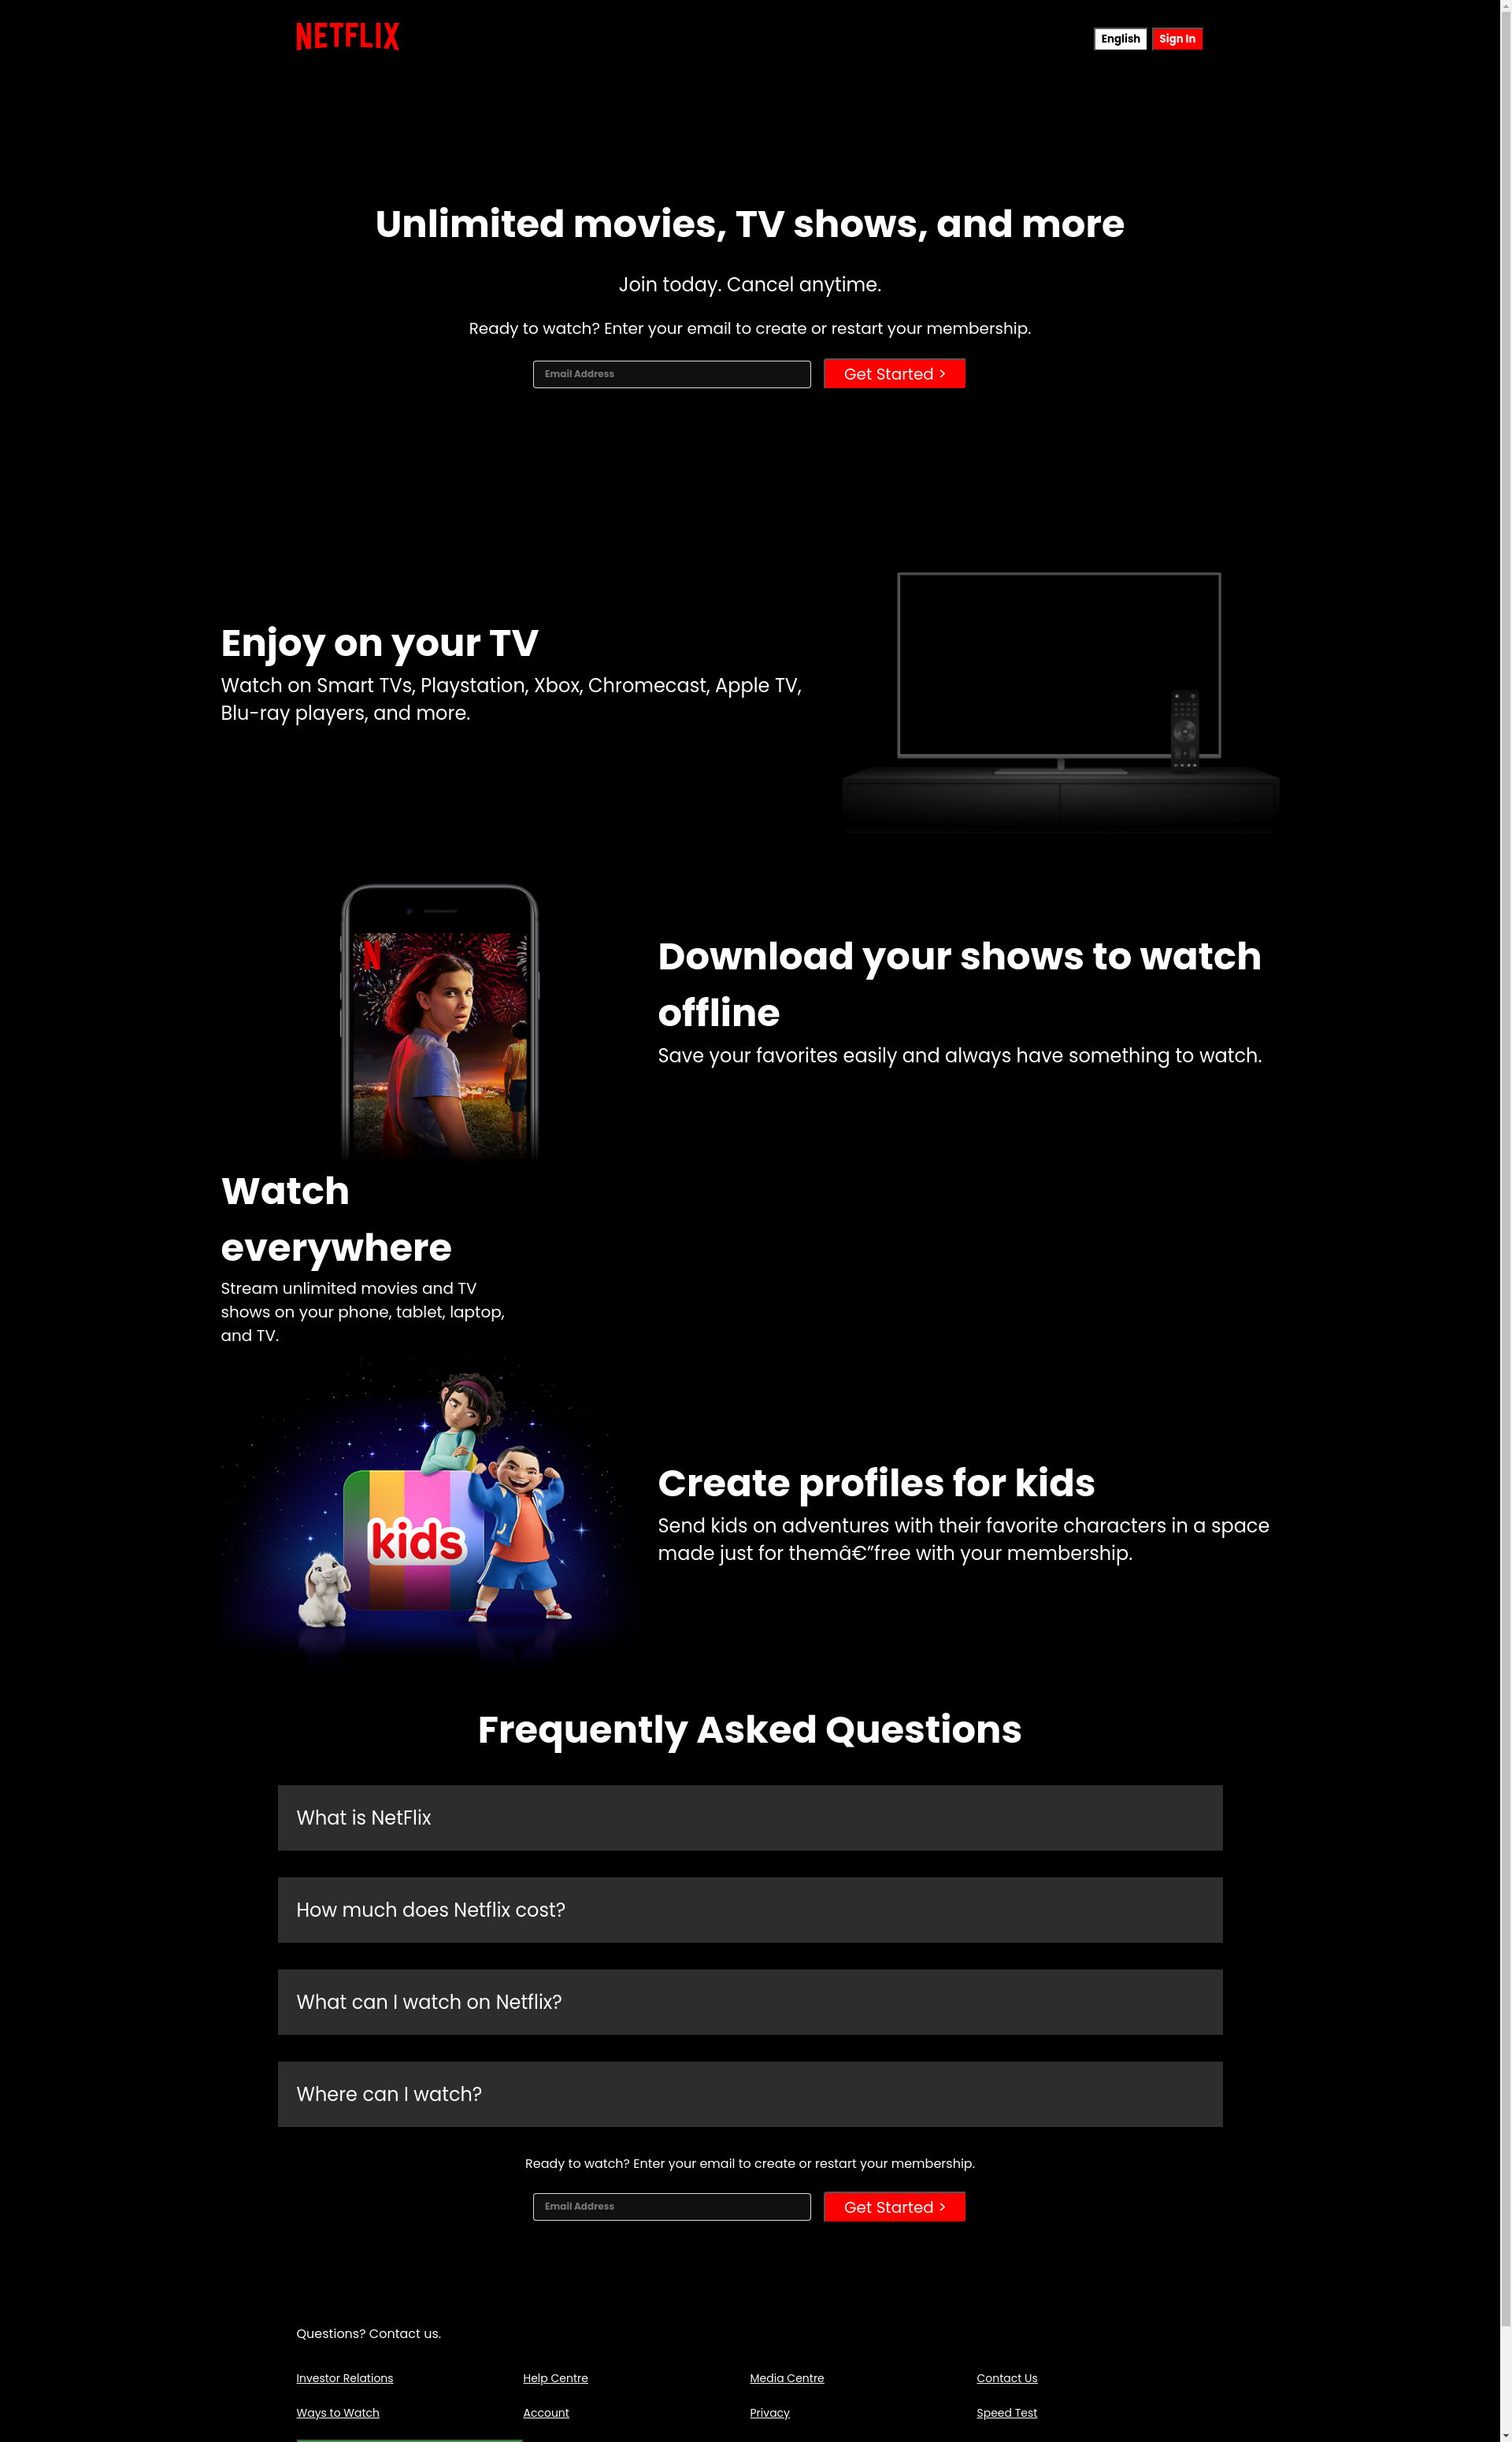 NETFLIX
English Sign In
Unlimited movies, TV shows, and more
Join today. Cancel anytime.
Ready to watch? Enter your email to create or restart your membership.
Email Address Get Started >
Enjoy on your TV
Watch on Smart TVs, Playstation, Xbox, Chromecast, Apple TV,
Blu-ray players, and more.
N
Download your shows to watch
offline
Save your favorites easily and always have something to watch.
Watch
everywhere
Stream unlimited movies and TV
shows on your phone, tablet, laptop,
and TV.
kids
Create profiles for kids
Send kids on adventures with their favorite characters in a space
made just for themâ€”free with your membership.
Frequently Asked Questions
What is NetFlix
How much does Netflix cost?
What can I watch on Netflix?
Where can I watch?
Ready to watch? Enter your email to create or restart your membership.
Email Address Get Started >
Questions? Contact us.
Investor Relations Help Centre Media Centre Contact Us
Ways to Watch Account Privacy Speed Test